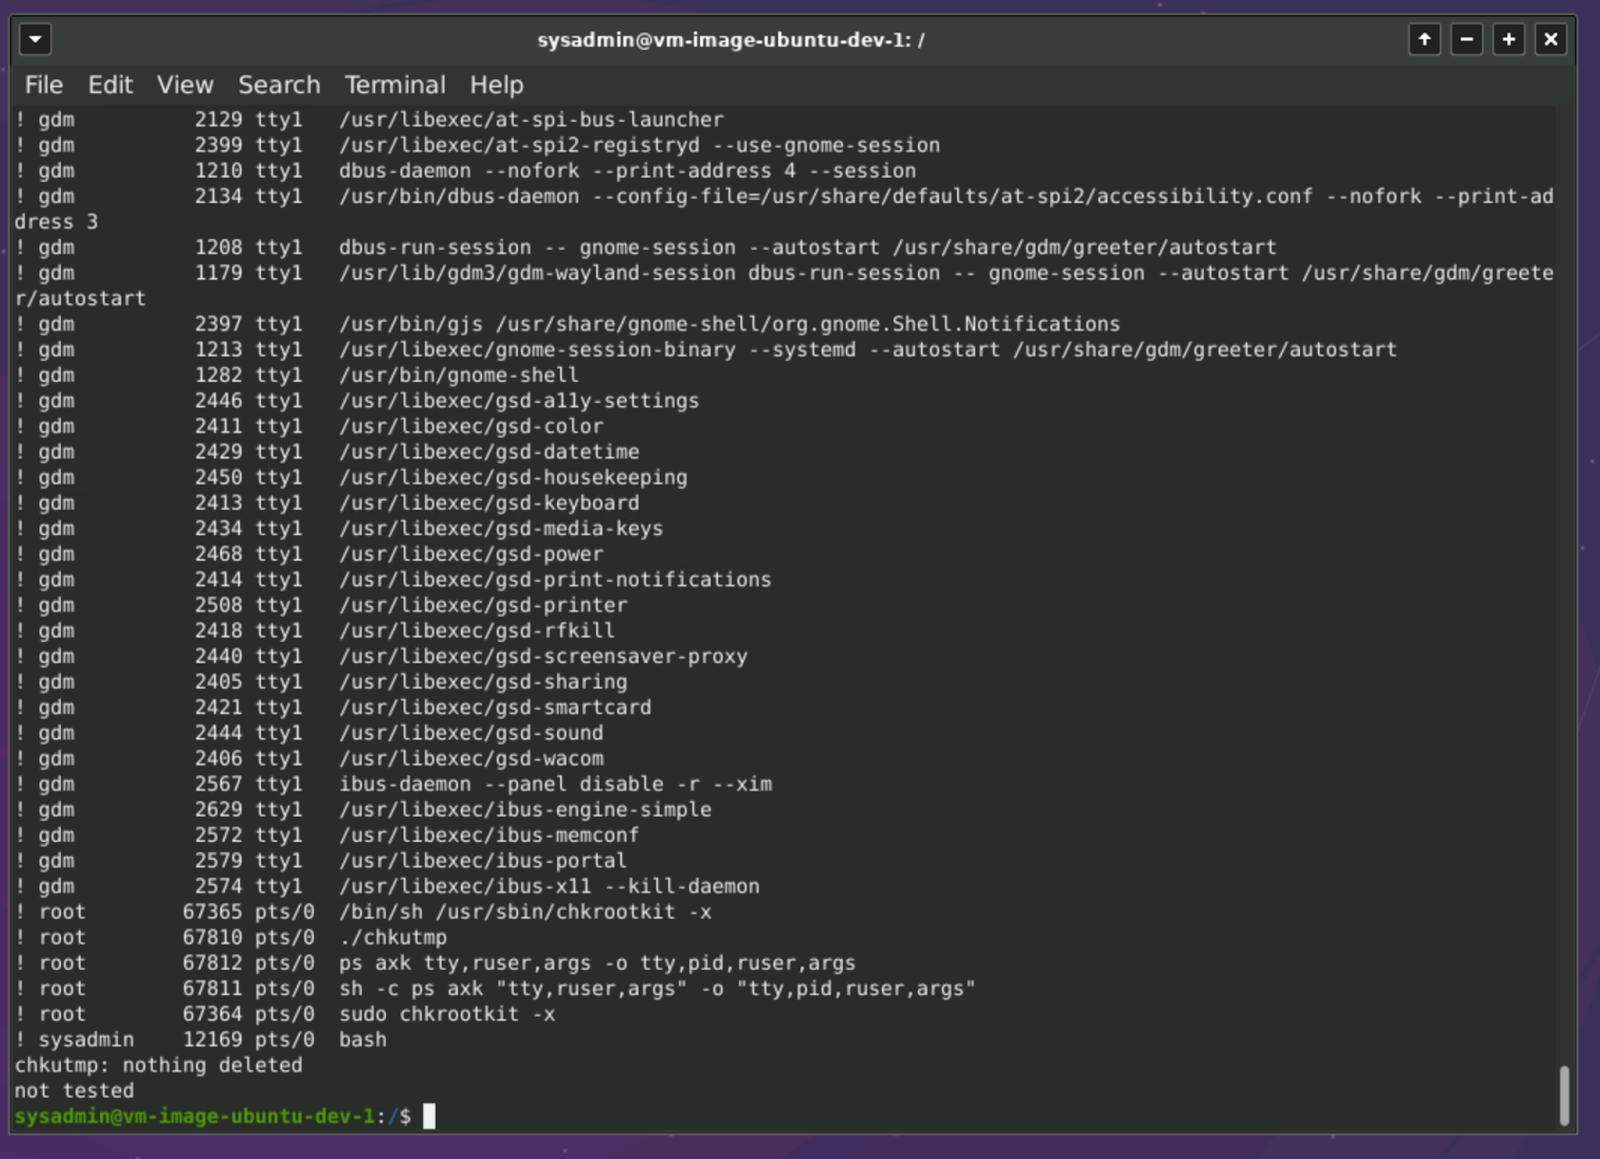 sysadmin@vm-image-ubuntu-dev-1: /
File Edit View Search Terminal Help
! gdm          2129 tty1   /usr/libexec/at-spi-bus-launcher
! gdm          2399 tty1   /usr/libexec/at-spi2-registryd --use-gnome-session
! gdm          1210 tty1   dbus-daemon --nofork --print-address 4 --session
! gdm          2134 tty1   /usr/bin/dbus-daemon --config-file=/usr/share/defaults/at-spi2/accessibility.conf --nofork --print-ad
dress 3
! gdm          1208 tty1   dbus-run-session -- gnome-session --autostart /usr/share/gdm/greeter/autostart
! gdm          1179 tty1   /usr/lib/gdm3/gdm-wayland-session dbus-run-session -- gnome-session --autostart /usr/share/gdm/greete
r/autostart
! gdm          2397 tty1   /usr/bin/gjs /usr/share/gnome-shell/org.gnome.Shell.Notifications
! gdm          1213 tty1   /usr/libexec/gnome-session-binary --systemd --autostart /usr/share/gdm/greeter/autostart
! gdm          1282 tty1   /usr/bin/gnome-shell
! gdm          2446 tty1   /usr/libexec/gsd-a11y-settings
! gdm          2411 tty1   /usr/libexec/gsd-color
! gdm          2429 tty1   /usr/libexec/gsd-datetime
! gdm          2450 tty1   /usr/libexec/gsd-housekeeping
! gdm          2413 tty1   /usr/libexec/gsd-keyboard
! gdm          2434 tty1   /usr/libexec/gsd-media-keys
! gdm          2468 tty1   /usr/libexec/gsd-power
! gdm          2414 tty1   /usr/libexec/gsd-print-notifications
! gdm          2508 tty1   /usr/libexec/gsd-printer
! gdm          2418 tty1   /usr/libexec/gsd-rfkill
! gdm          2440 tty1   /usr/libexec/gsd-screensaver-proxy
! gdm          2405 tty1   /usr/libexec/gsd-sharing
! gdm          2421 tty1   /usr/libexec/gsd-smartcard
! gdm          2444 tty1   /usr/libexec/gsd-sound
! gdm          2406 tty1   /usr/libexec/gsd-wacom
! gdm          2567 tty1   ibus-daemon --panel disable -r --xim
! gdm          2629 tty1   /usr/libexec/ibus-engine-simple
! gdm          2572 tty1   /usr/libexec/ibus-memconf
! gdm          2579 tty1   /usr/libexec/ibus-portal
! gdm          2574 tty1   /usr/libexec/ibus-x11 --kill-daemon
! root        67365 pts/0  /bin/sh /usr/sbin/chkrootkit -x
! root        67810 pts/0  ./chkutmp
! root        67812 pts/0  ps axk tty,ruser,args -o tty,pid,ruser,args
! root        67811 pts/0  sh -c ps axk "tty,ruser,args" -o "tty,pid,ruser,args"
! root        67364 pts/0  sudo chkrootkit -x
! sysadmin    12169 pts/0  bash
chkutmp: nothing deleted
not tested
sysadmin@vm-image-ubuntu-dev-1:/$